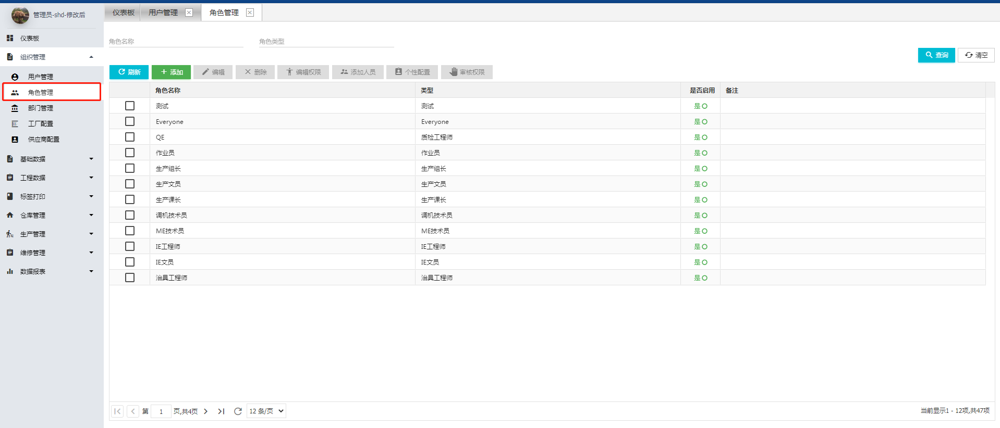 管理员-shd-修改后
仪表板
组织管理
用户管理
角色管理
部门管理
工厂配置
供应商配置
基础数据
工程数据
标签打印
仓库管理
生产管理
维修管理
数据报表
仪表板 用户管理 角色管理
角色名称 角色类型
查询 清空
刷新 添加 编辑 删除 编辑权限 添加人员 个性配置 审核权限
角色名称 类型 是否启用 备注
测试 测试 是
Everyone Everyone 是
QE 质检工程师 是
作业员 作业员 是
生产组长 生产组长 是
生产文员 生产文员 是
生产课长 生产课长 是
调机技术员 调机技术员 是
ME技术员 ME技术员 是
IE工程师 IE工程师 是
IE文员 IE文员 是
治具工程师 治具工程师 是
第 1 页,共4页 12 条/页 当前显示1 - 12项,共47项